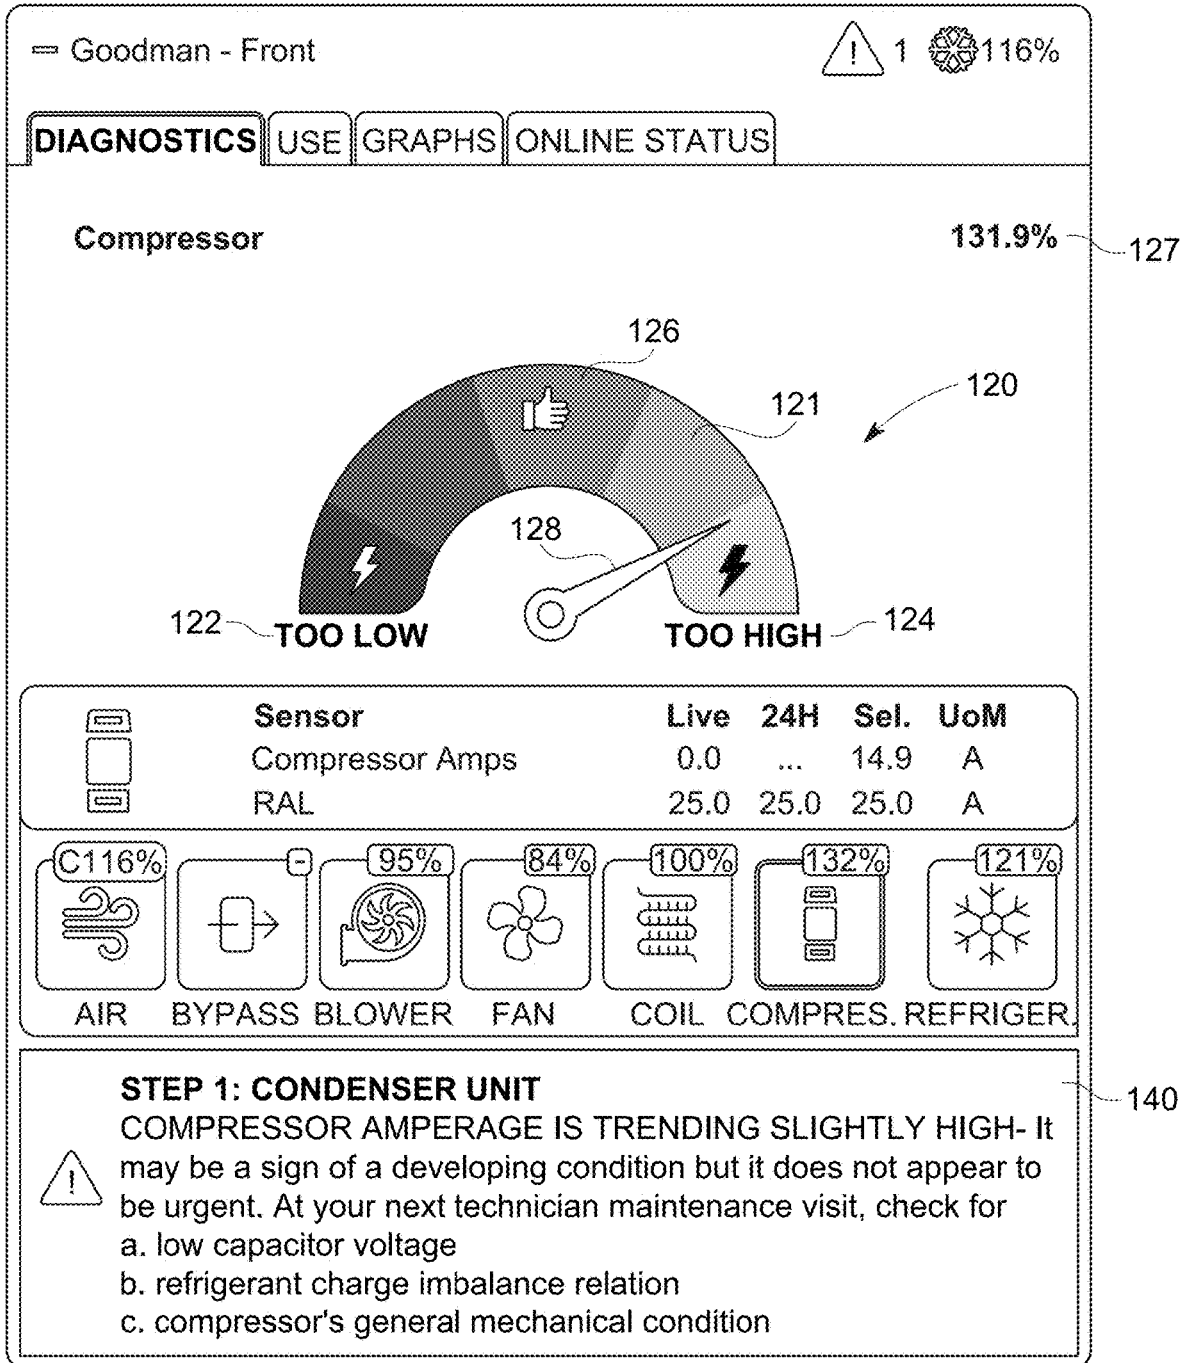 Goodman - Front 1 116%
DIAGNOSTICS USE GRAPHS ONLINE STATUS
Compressor 131.9% 127
126
120
121
128
122 TOO LOW TOO HIGH 124
Sensor Live 24H Sel. UoM
Compressor Amps 0.0 ... 14.9 A
RAL 25.0 25.0 25.0 A
C116% - 95% 84% 100% 132% 121%
AIR BYPASS BLOWER FAN COIL COMPRES. REFRIGER.
STEP 1: CONDENSER UNIT
140
COMPRESSOR AMPERAGE IS TRENDING SLIGHTLY HIGH- It
may be a sign of a developing condition but it does not appear to
be urgent. At your next technician maintenance visit, check for
a. low capacitor voltage
b. refrigerant charge imbalance relation
c. compressor's general mechanical condition